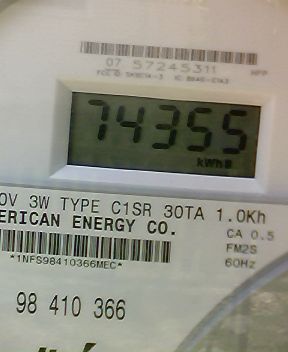 07 57245311
74355
kWh
0V 3W TYPE C1SR 30TA 1.0Kh
ERICAN ENERGY CO.
CA 0.5
FM2S
60Hz
*1NFS98410366MEC*
98 410 366